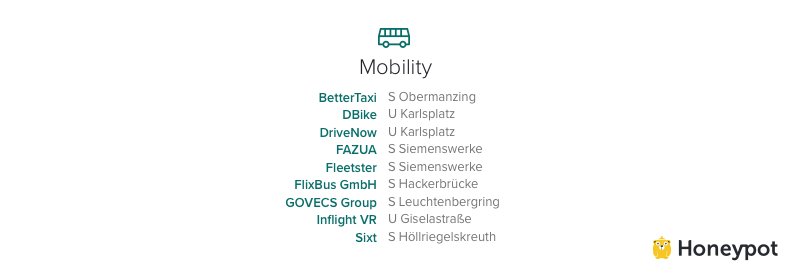 Mobility
BetterTaxi S Obermanzing
DBike U Karlsplatz
DriveNow U Karlsplatz
FAZUA S Siemenswerke
Fleetster S Siemenswerke
FlixBus GmbH S Hackerbrücke
GOVECS Group S Leuchtenbergring
Inflight VR U Giselastraße
Sixt S Höllriegelskreuth
Honeypot